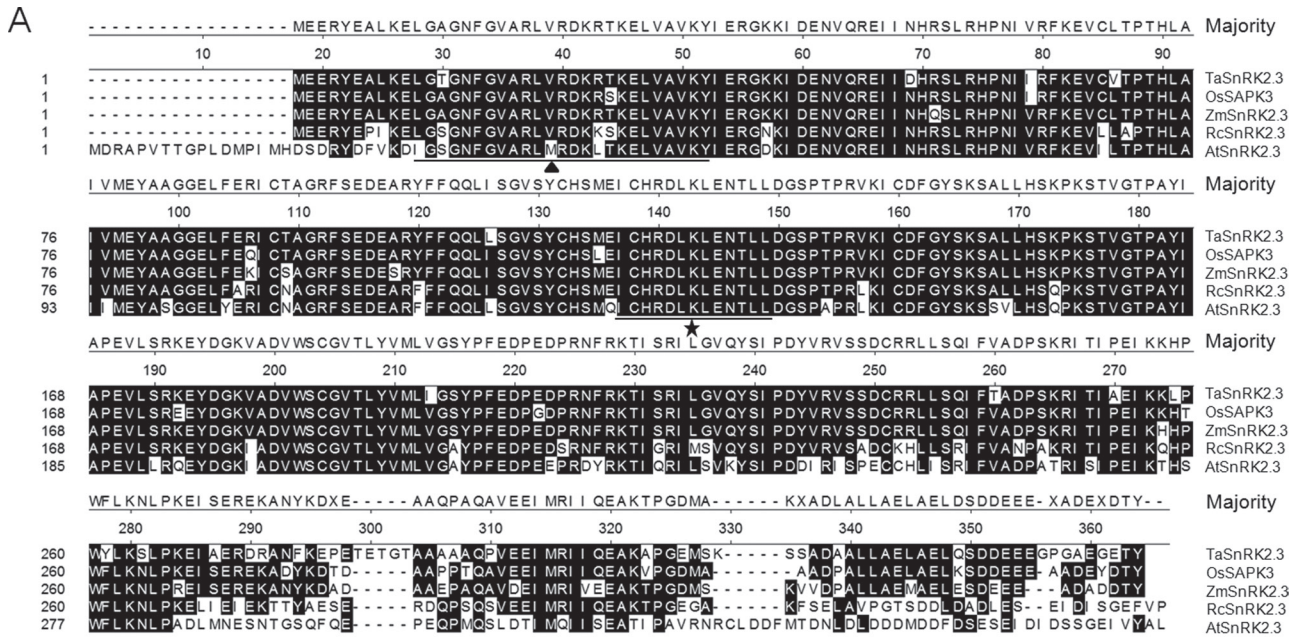 A
- - - - - - - - - - - - - - - - - MEERYEALKELGAGNFGVARLVRDKRTKELVAVKYIERGKKIDENVQREIINHRSLRHPNIVRFKEVCLTPTHLA Majority
10 20 30 40 50 60 70 80 90
1 - - - - - - - - - - - - - - - - - MEERYEALKELGTGNFGVARLVRDKRTKELVAVKYIERGKKIDENVQREIIDHRSLRHPNIIRFKEVCVTPTHLA TaSnRK2.3
1 - - - - - - - - - - - - - - - - - MEERYEALKELGAGNFGVARLVRDKRSKELVAVKYIERGKKIDENVQREIINHRSLRHPNIIRFKEVCLTPTHLA OsSAPK3
1 - - - - - - - - - - - - - - - - - MEERYEALKELGAGNFGVARLVRDKRTKELVAVKYIERGKKIDENVQREIINHQSLRHPNIVRFKEVCLTPTHLA ZmSnRK2.3
1 - - - - - - - - - - - - - - - - - MEERYEPIKELGSGNFGVARLVRDKKSKELVAVKYIERGNKIDENVQREIINHRSLRHPNIVRFKEVLLAPTHLA RcSnRK2.3
1 MDRAPVTTGPLDMPIMHDSDRYDFVKDIGSGNFGVARLMRDKLTKELVAVKYIERGDKIDENVQREIINHRSLRHPNIVRFKEVILTPTHLA AtSnRK2.3
IVMEYAAGGELFERICTAGRFSEDEARYFFQQLISGVSYCHSMEICHRDLKLENTLLDGSPTPRVKICDFGYSKSALLHSKPKSTVGTPAYI Majority
100 110 120 130 140 150 160 170 180
76 IVMEYAAGGELFERICTAGRFSEDEARYFFQQLLSGVSYCHSMEICHRDLKLENTLLDGSPTPRVKICDFGYSKSALLHSKPKSTVGTPAYI TaSnRK2.3
76 IVMEYAAGGELFEQICTAGRFSEDEARYFFQQLISGVSYCHSLEICHRDLKLENTLLDGSPTPRVKICDFGYSKSALLHSKPKSTVGTPAYI OsSAPK3
76 IVMEYAAGGELFEKICSAGRFSEDESRYFFQQLISGVSYCHSMEICHRDLKLENTLLDGSPTPRVKICDFGYSKSALLHSKPKSTVGTPAYI ZmSnRK2.3
76 IVMEYAAGGELFARICNAGRFSEDEARFFFQQLISGVSYCHSMEICHRDLKLENTLLDGSPTPRLKICDFGYSKSALLHSQPKSTVGTPAYI RcSnRK2.3
93 IIMEYASGGELYERICNAGRFSEDEARFFFQQLLSGVSYCHSMQICHRDLKLENTLLDGSPAPRLKICDFGYSKSSVLHSQPKSTVGTPAYI AtSnRK2.3
APEVLSRKEYDGKVADVWSCGVTLYVMLVGSYPFEDPEDPRNFRKTISRILGVQYSIPDYVRVSSDCRRLLSQIFVADPSKRITIPEIKKHP Majority
190 200 210 220 230 240 250 260 270
168 APEVLSRKEYDGKVADVWSCGVTLYVMLIGSYPFEDPEDPRNFRKTISRILGVQYSIPDYVRVSSDCRRLLSQIFTADPSKRITIAEIKKLP TaSnRK2.3
168 APEVLSREEYDGKVADVWSCGVTLYVMLVGSYPFEDPGDPRNFRKTISRILGVQYSIPDYVRVSSDCRRLLSQIFVADPSKRITIPEIKKHT OsSAPK3
168 APEVLSRKEYDGKVADVWSCGVTLYVMLVGSYPFEDPEDPRNFRKTISRILGVQYSIPDYVRVSSDCRRLLSQIFVADPSKRITIPEIKKHP ZmSnRK2.3
168 APEVLSRKEYDGKIADVWSCGVTLYVMLVGAYPFEDPDSRNFRKTIGRIMSVQYSIPDYVRVSADCKHLLSRIFVANPAKRITIPEIKQHP RcSnRK2.3
185 APEVLLRQEYDGKIADVWSCGVTLYVMLVGAYPFEDPEEPRDYRKTIQRILSVKYSIPDDIRISPECCHLISRIFVADPATRISIPEIKTHS AtSnRK2.3
WFLKNLPKEISEREKANYKDXE- - - - - AAQPAQAVEEIMRIIQEAKTPGDMA- - - - - - KXADLALLAELAELDSDDEEE-XADEXDTY- - Majority
280 290 300 310 320 330 340 350 360
260 WYLKSLPKEIAERDRANFKEPETETGTAAAAAQPVEEIMRIIQEAKAPGEMSK- - - - - - SSADAALLAELAELQSDDEEEGPGAEGETY TaSnRK2.3
260 WFLKNLPKEISEREKADYKDTD- - - - - AAPPTQAVEEIMRIIQEAKVPGDMA- - - - - - AADPALLAELAELKSDDEEE-AADEYDTY OsSAPK3
260 WFLKNLPREISEREKANYKDAD- - - - - AAEPAQAVDEIMRIVEEAKTPGDMS- - - - - - KVVDPALLAEMAELESDEEE- - ADADDTY ZmSnRK2.3
260 WFLKNLPKELIEIEKTTYAESE- - - - - RDQPSQSVEEIMRIIQEAKTPGEGA- - - - - - KFSELAVPGTSDDLDADLES- - EIDISGEFVP RcSnRK2.3
277 WFLKNLPADLMNESNTGSQFQE- - - - - PEQPMQSLDTIMQIISEATIPAVRNRCLDDFMTDNLDLDDDMDDFDSESEIDIDSSGEIVYAL AtSnRK2.3